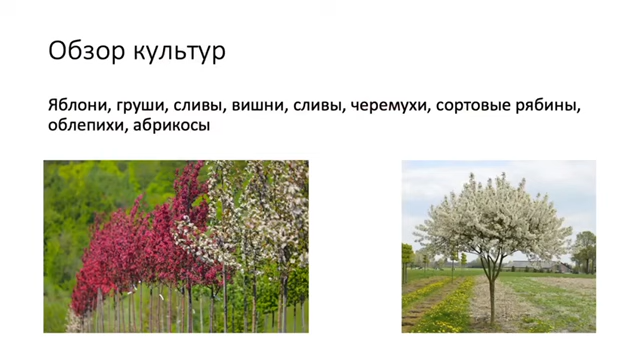 Обзор культур
Яблони, груши, сливы, вишни, сливы, черемухи, сортовые рябины,
облепихи, абрикосы